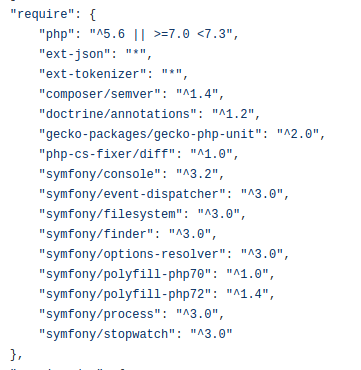 "require": {
"php": "^5.6 || >=7.0 <7.3",
"ext-json": "*",
"ext-tokenizer": "*",
"composer/semver": "^1.4",
"doctrine/annotations": "^1.2",
"gecko-packages/gecko-php-unit": "^2.0",
"php-cs-fixer/diff": "^1.0",
"symfony/console": "^3.2",
"symfony/event-dispatcher": "^3.0",
"symfony/filesystem": "^3.0",
"symfony/finder": "^3.0",
"symfony/options-resolver": "^3.0",
"symfony/polyfill-php70": "^1.0",
"symfony/polyfill-php72": "^1.4",
"symfony/process": "^3.0",
"symfony/stopwatch": "^3.0"
},